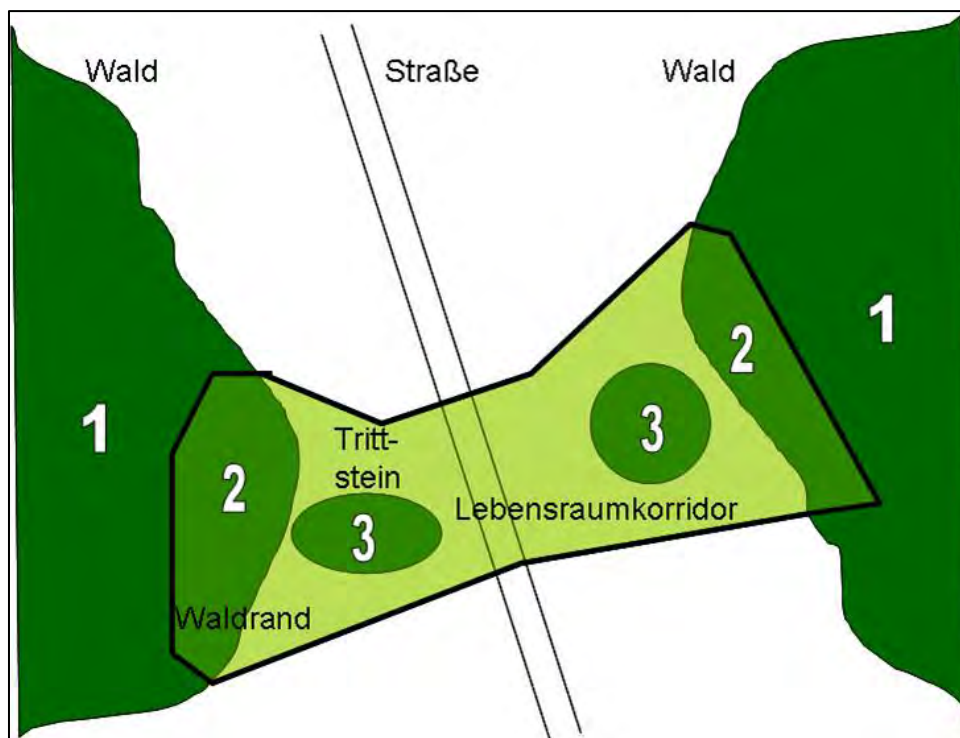 Wald
Straße
Wald
1
1
2
2
3
Tritt-
stein
Lebensraumkorridor
3
Waldrand